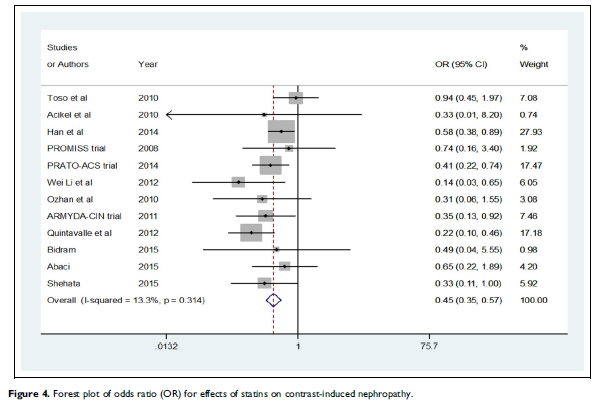 Studies %
or Authors Year OR (95% CI) Weight
Toso et al 2010 0.94 (0.45, 1.97) 7.08
Acikel et al 2010 0.33 (0.01, 8.20) 0.74
Han et al 2014 0.58 (0.38, 0.89) 27.93
PROMISS trial 2008 0.74 (0.16, 3.40) 1.92
PRATO-ACS trial 2014 0.41 (0.22, 0.74) 17.47
Wei Li et al 2012 0.14 (0.03, 0.65) 6.05
Ozhan et al 2010 0.31 (0.06, 1.55) 3.08
ARMYDA-CIN trial 2011 0.35 (0.13, 0.92) 7.46
Quintavalle et al 2012 0.22 (0.10, 0.46) 17.18
Bidram 2015 0.49 (0.04, 5.55) 0.98
Abaci 2015 0.65 (0.22, 1.89) 4.20
Shehata 2015 0.33 (0.11, 1.00) 5.92
Overall (I-squared = 13.3%, p = 0.314) 0.45 (0.35, 0.57) 100.00
.0132 1 75.7
Figure 4. Forest plot of odds ratio (OR) for effects of statins on contrast-induced nephropathy.